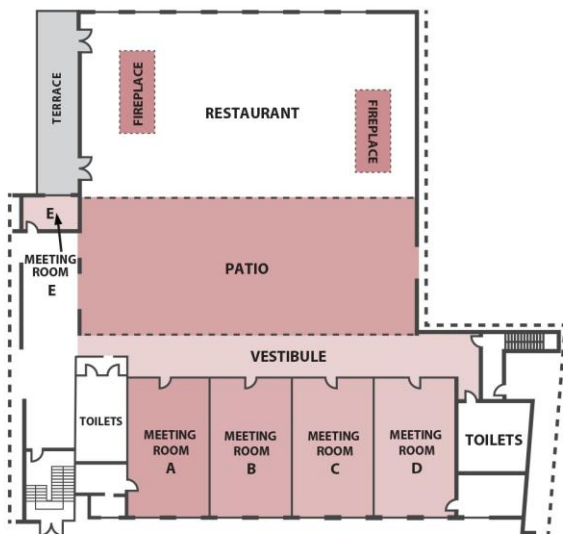 TERRACE
FIREPLACE
RESTAURANT
FIREPLACE
E
MEETING
ROOM
E
PATIO
VESTIBULE
TOILETS
MEETING
ROOM
A
MEETING
ROOM
B
MEETING
ROOM
C
MEETING
ROOM
D
TOILETS